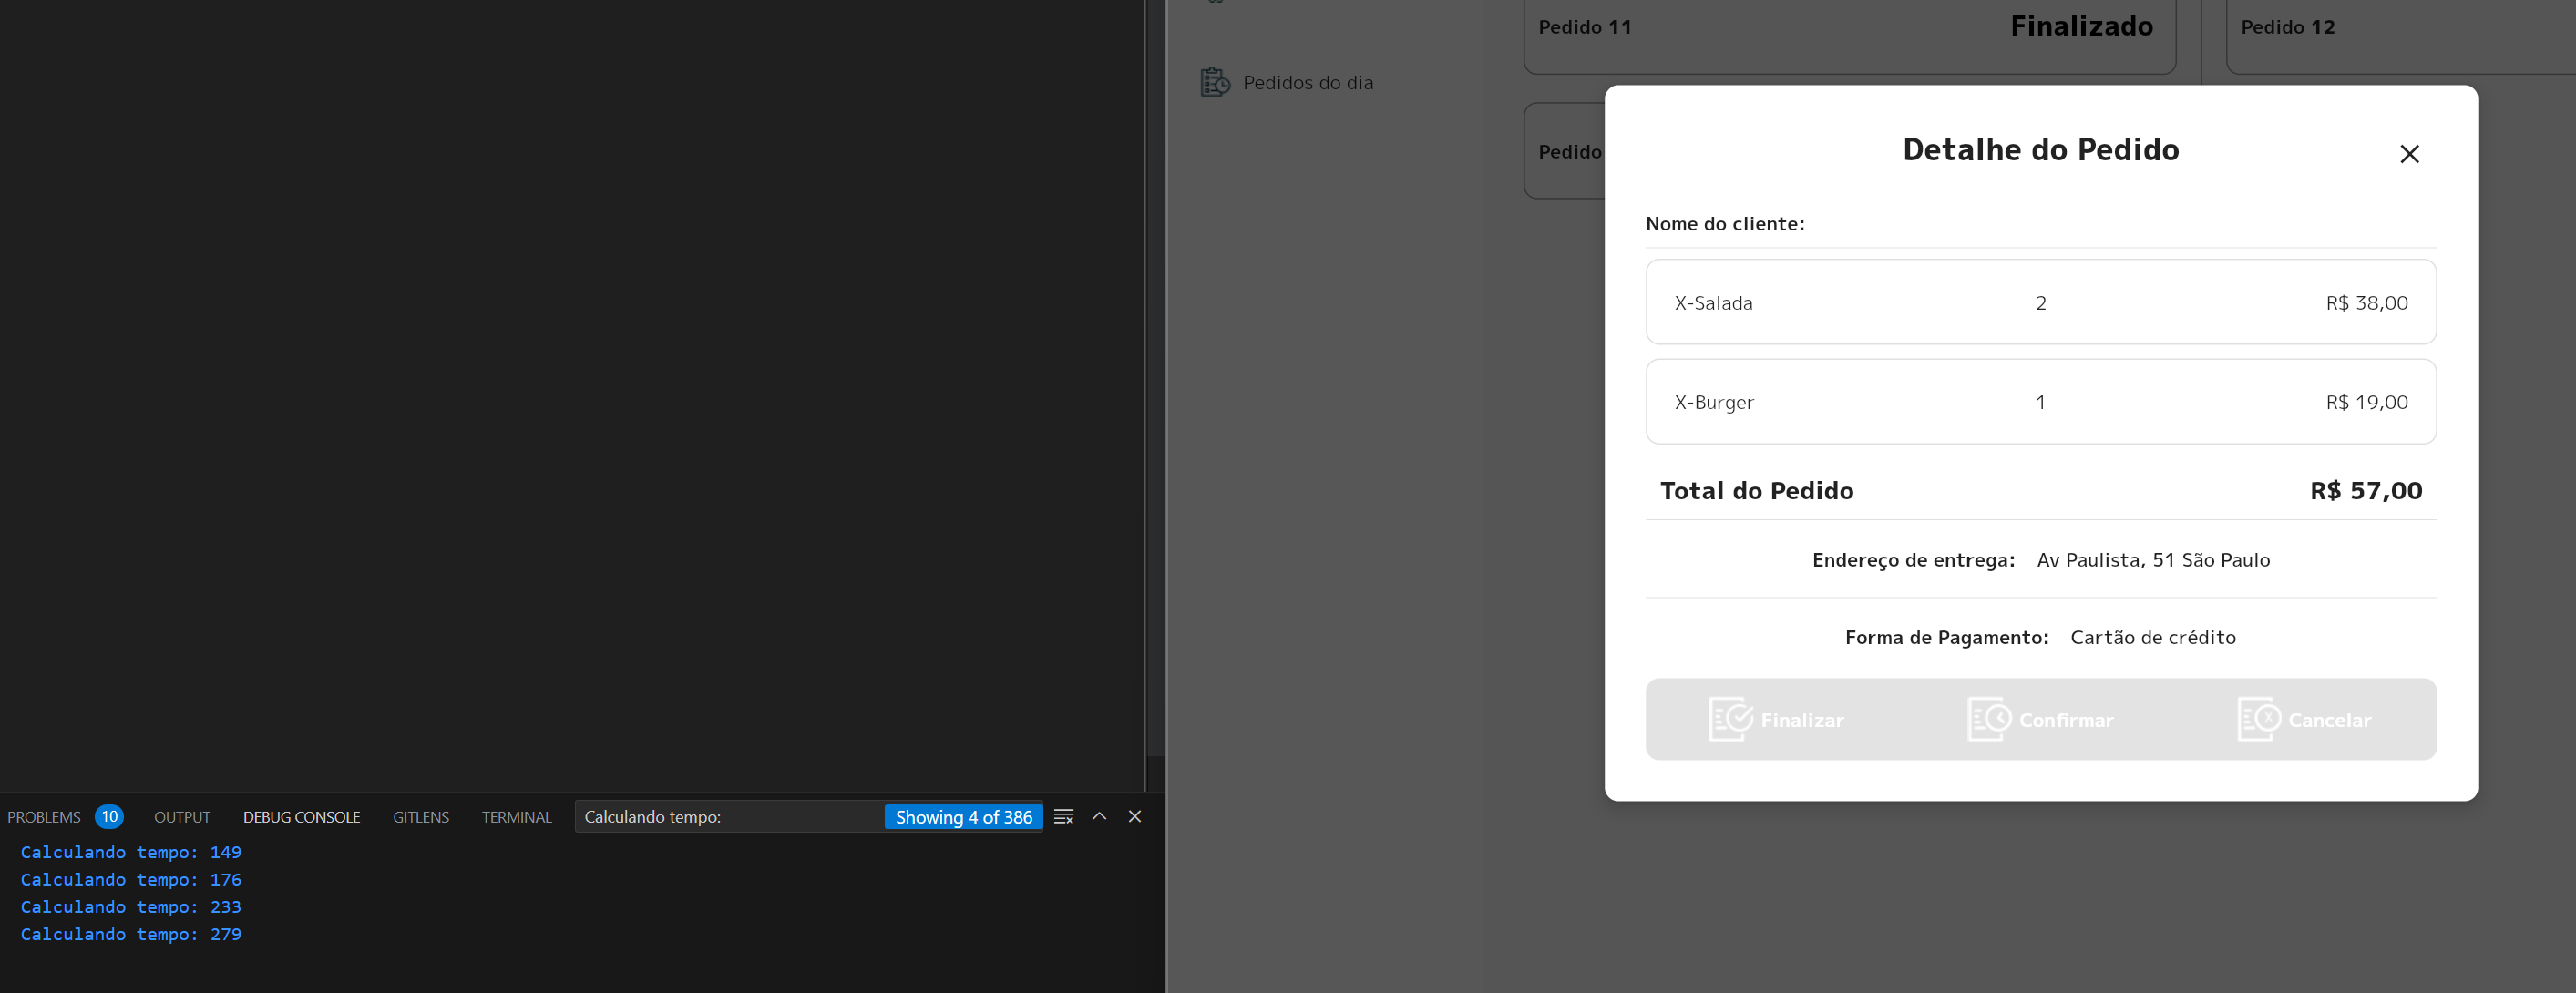 Pedido 11 Finalizado
Pedido 12
Pedidos do dia
Pedido
Detalhe do Pedido
Nome do cliente:
X-Salada 2 R$ 38,00
X-Burger 1 R$ 19,00
Total do Pedido R$ 57,00
Endereço de entrega: Av Paulista, 51 São Paulo
Forma de Pagamento: Cartão de crédito
Finalizar Confirmar Cancelar
PROBLEMS 10 OUTPUT DEBUG CONSOLE GITLENS TERMINAL Calculando tempo: Showing 4 of 386
Calculando tempo: 149
Calculando tempo: 176
Calculando tempo: 233
Calculando tempo: 279